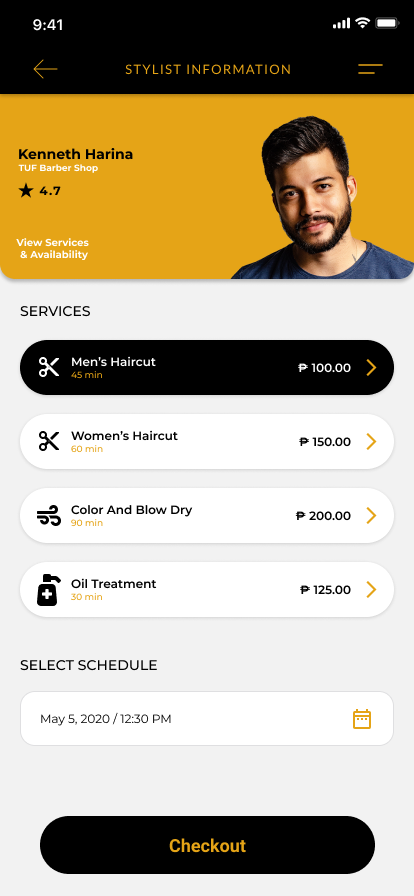 9:41
STYLIST INFORMATION
Kenneth Harina
TUF Barber Shop
★ 4.7
View Services
& Availability
SERVICES
Men's Haircut
45 min
₱ 100.00
Women's Haircut
60 min
₱ 150.00
Color And Blow Dry
90 min
₱ 200.00
Oil Treatment
30 min
₱ 125.00
SELECT SCHEDULE
May 5, 2020 / 12:30 PM
Checkout